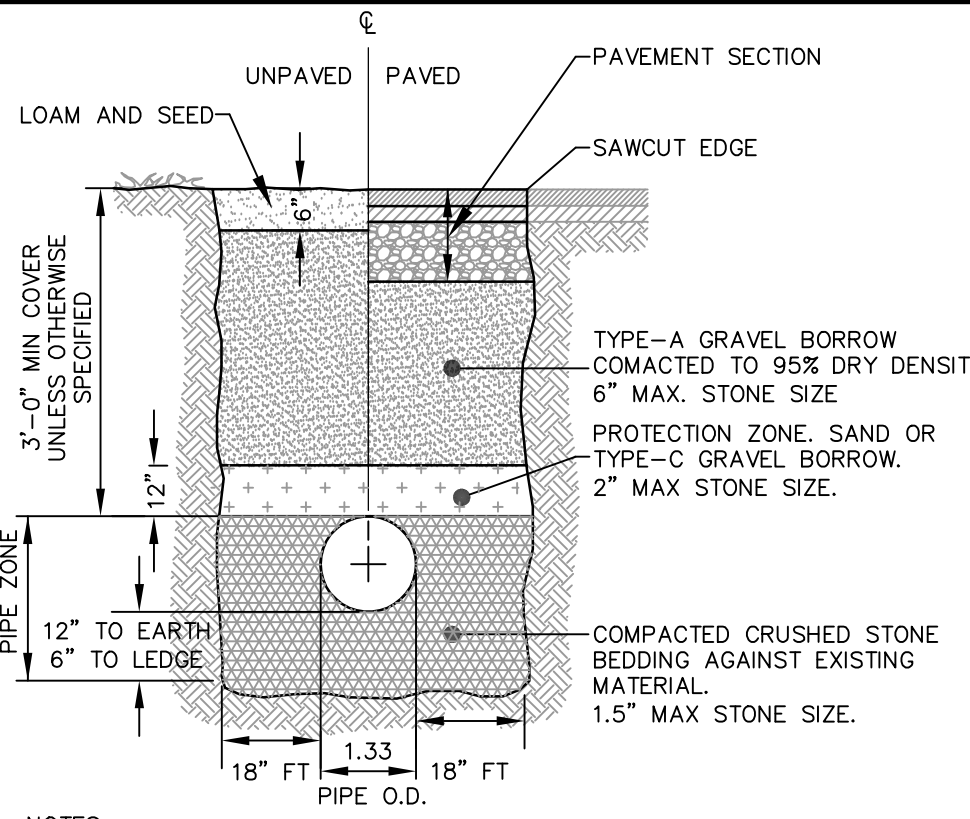 ℄
UNPAVED PAVED
PAVEMENT SECTION
LOAM AND SEED
SAWCUT EDGE
6"
3'-0" MIN COVER
UNLESS OTHERWISE
SPECIFIED
TYPE-A GRAVEL BORROW
COMACTED TO 95% DRY DENSIT
6" MAX. STONE SIZE
PROTECTION ZONE. SAND OR
TYPE-C GRAVEL BORROW.
2" MAX STONE SIZE.
12"
PIPE ZONE
12" TO EARTH
6" TO LEDGE
COMPACTED CRUSHED STONE
BEDDING AGAINST EXISTING
MATERIAL.
1.5" MAX STONE SIZE.
18" FT
1.33
18" FT
PIPE O.D.
NOTES